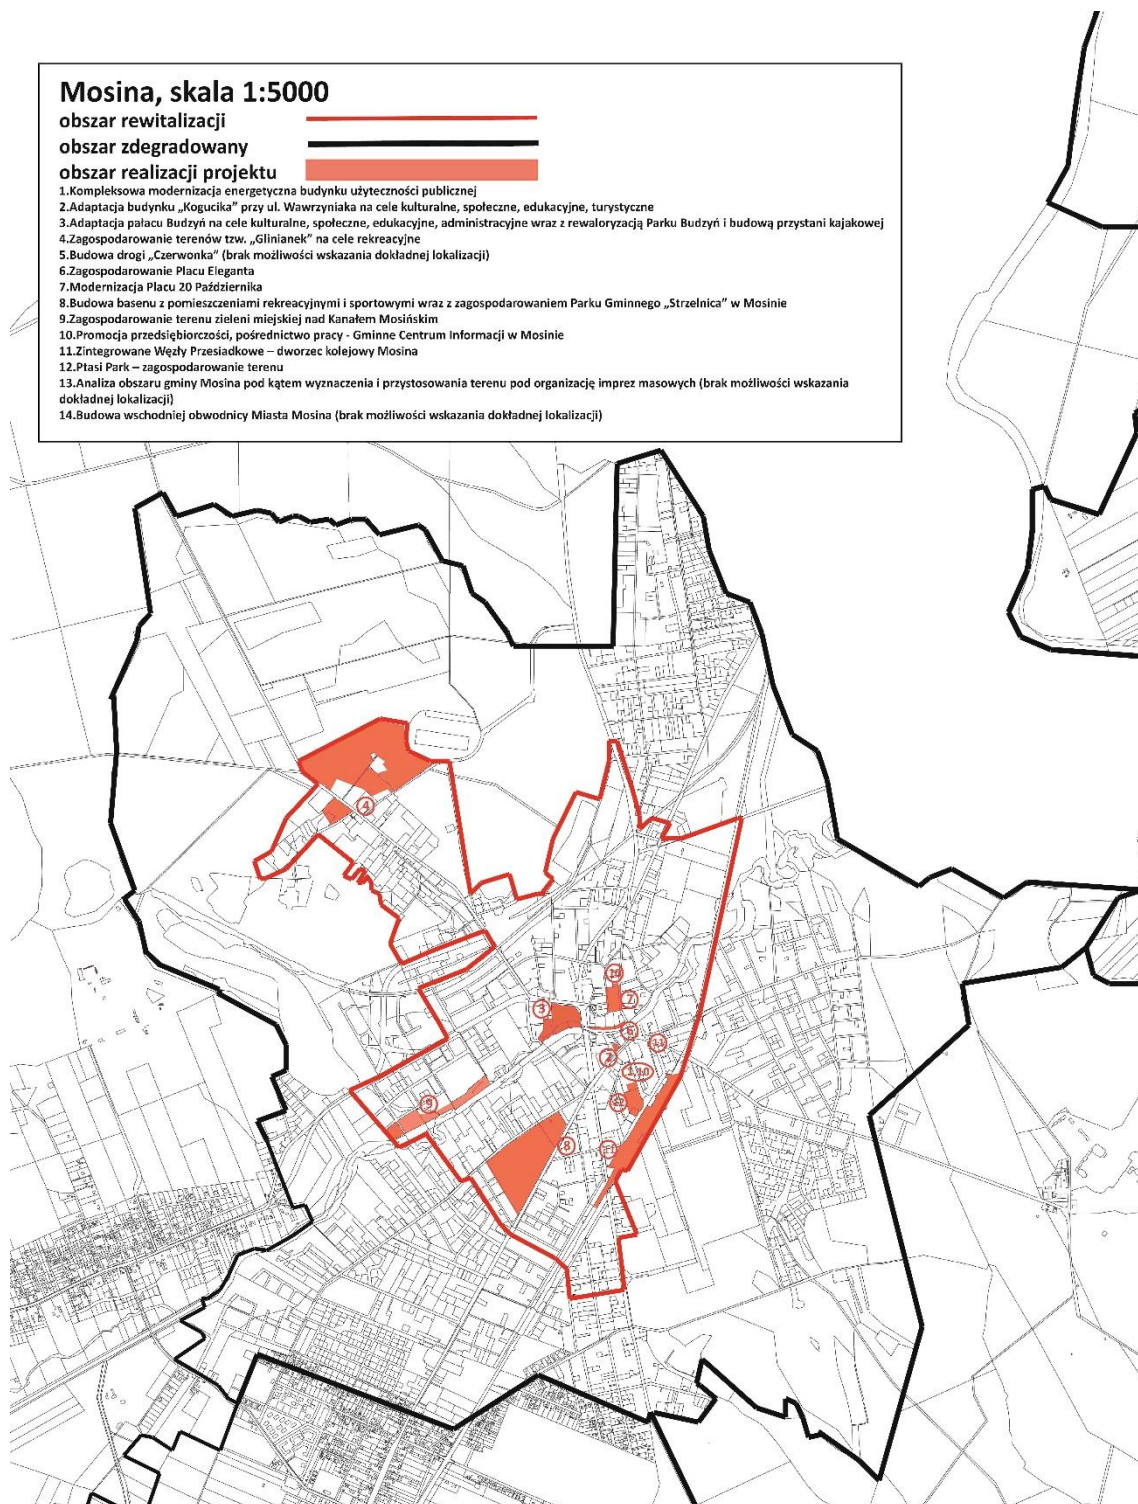 Mosina, skala 1:5000
obszar rewitalizacji
obszar zdegradowany
obszar realizacji projektu
1.Kompleksowa modernizacja energetyczna budynku użyteczności publicznej
2.Adaptacja budynku „Kogucika” przy ul. Wawrzyniaka na cele kulturalne, społeczne, edukacyjne, turystyczne
3.Adaptacja pałacu Budzyń na cele kulturalne, społeczne, edukacyjne, administracyjne wraz z rewaloryzacją Parku Budzyń i budową przystani kajakowej
4.Zagospodarowanie terenów tzw. „Glinianek” na cele rekreacyjne
5.Budowa drogi „Czerwonka” (brak możliwości wskazania dokładnej lokalizacji)
6.Zagospodarowanie Placu Eleganta
7.Modernizacja Placu 20 Października
8.Budowa basenu z pomieszczeniami rekreacyjnymi i sportowymi wraz z zagospodarowaniem Parku Gminnego „Strzelnica” w Mosinie
9.Zagospodarowanie terenu zieleni miejskiej nad Kanałem Mosińskim
10.Promocja przedsiębiorczości, pośrednictwo pracy - Gminne Centrum Informacji w Mosinie
11.Zintegrowane Węzły Przesiadkowe – dworzec kolejowy Mosina
12.Ptasi Park – zagospodarowanie terenu
13.Analiza obszaru gminy Mosina pod kątem wyznaczenia i przystosowania terenu pod organizację imprez masowych (brak możliwości wskazania
dokładnej lokalizacji)
14.Budowa wschodniej obwodnicy Miasta Mosina (brak możliwości wskazania dokładnej lokalizacji)
4
10
3
7
6
11
2
1,10
9
12
8
11